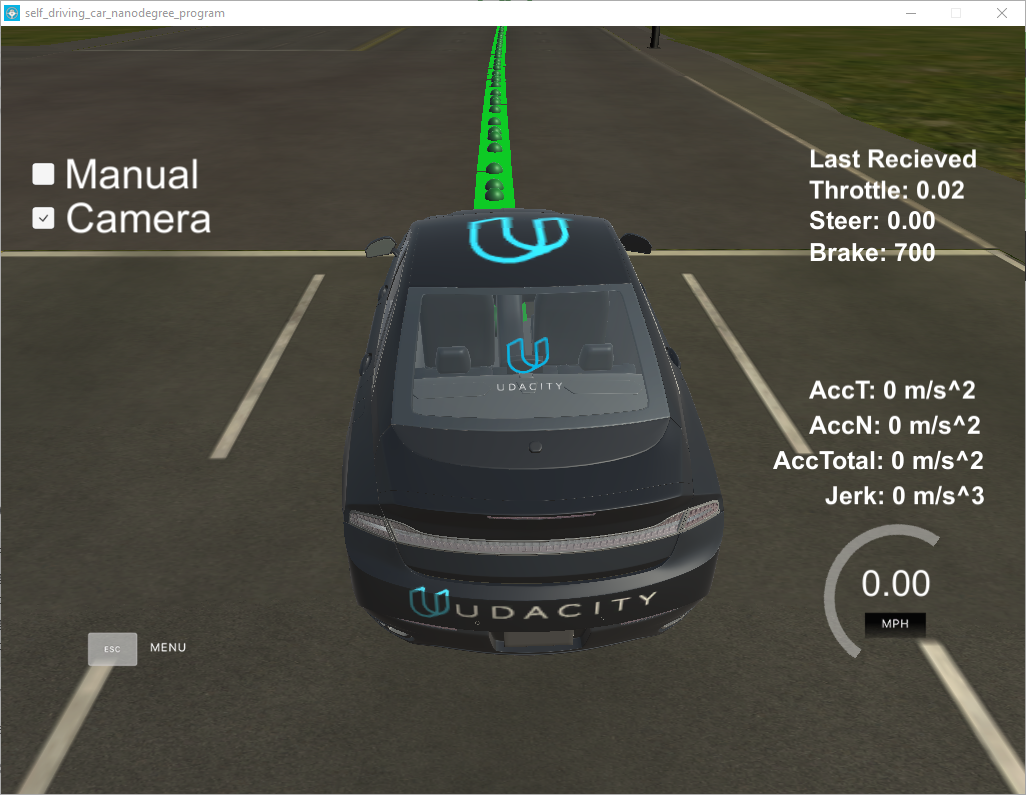 self_driving_car_nanodegree_program
Manual
Camera
Last Recieved
Throttle: 0.02
Steer: 0.00
Brake: 700
UDACITY
AccT: 0 m/s^2
AccN: 0 m/s^2
AccTotal: 0 m/s^2
Jerk: 0 m/s^3
0.00
MPH
UDACITY
ESC
MENU